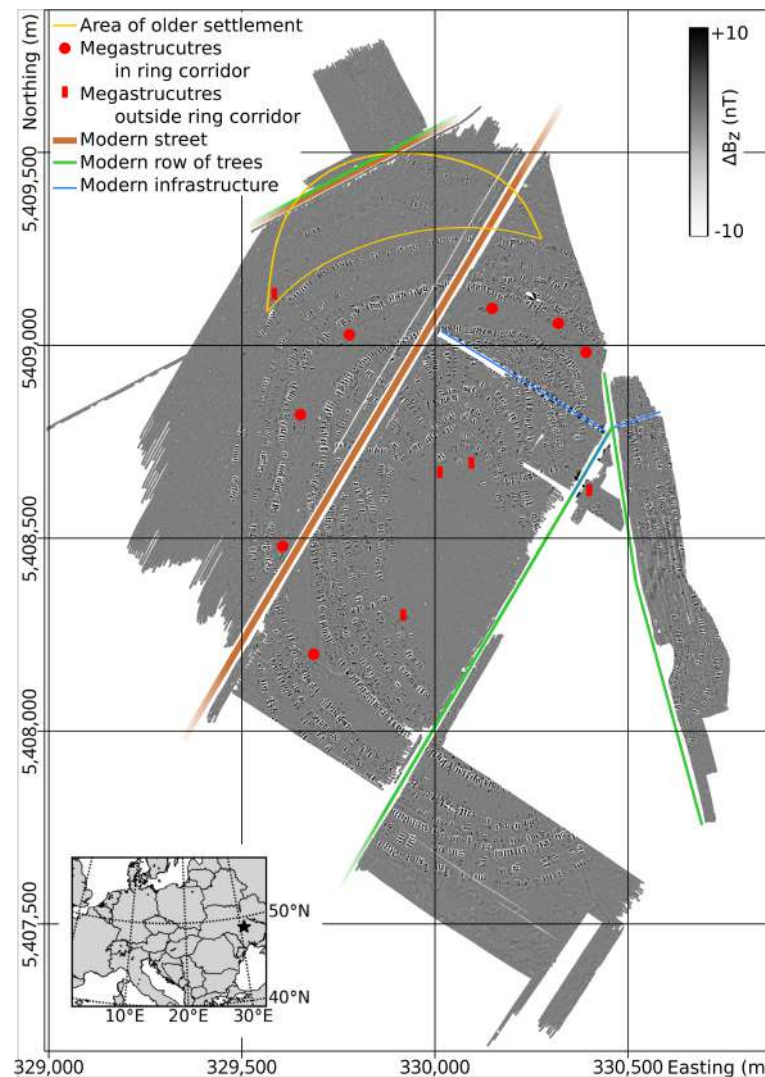 Northing (m)
Area of older settlement
Megastrucutres
in ring corridor
Megastrucutres
outside ring corridor
Modern street
Modern row of trees
Modern infrastructure
+10
ΔBz (nT)
-10
5,409,500
5409,000
5,408,500
5,408,000
5,407,500
50°N
40°N
10°E 20°E 30°E
329,000 329,500 330,000 330,500 Easting (m